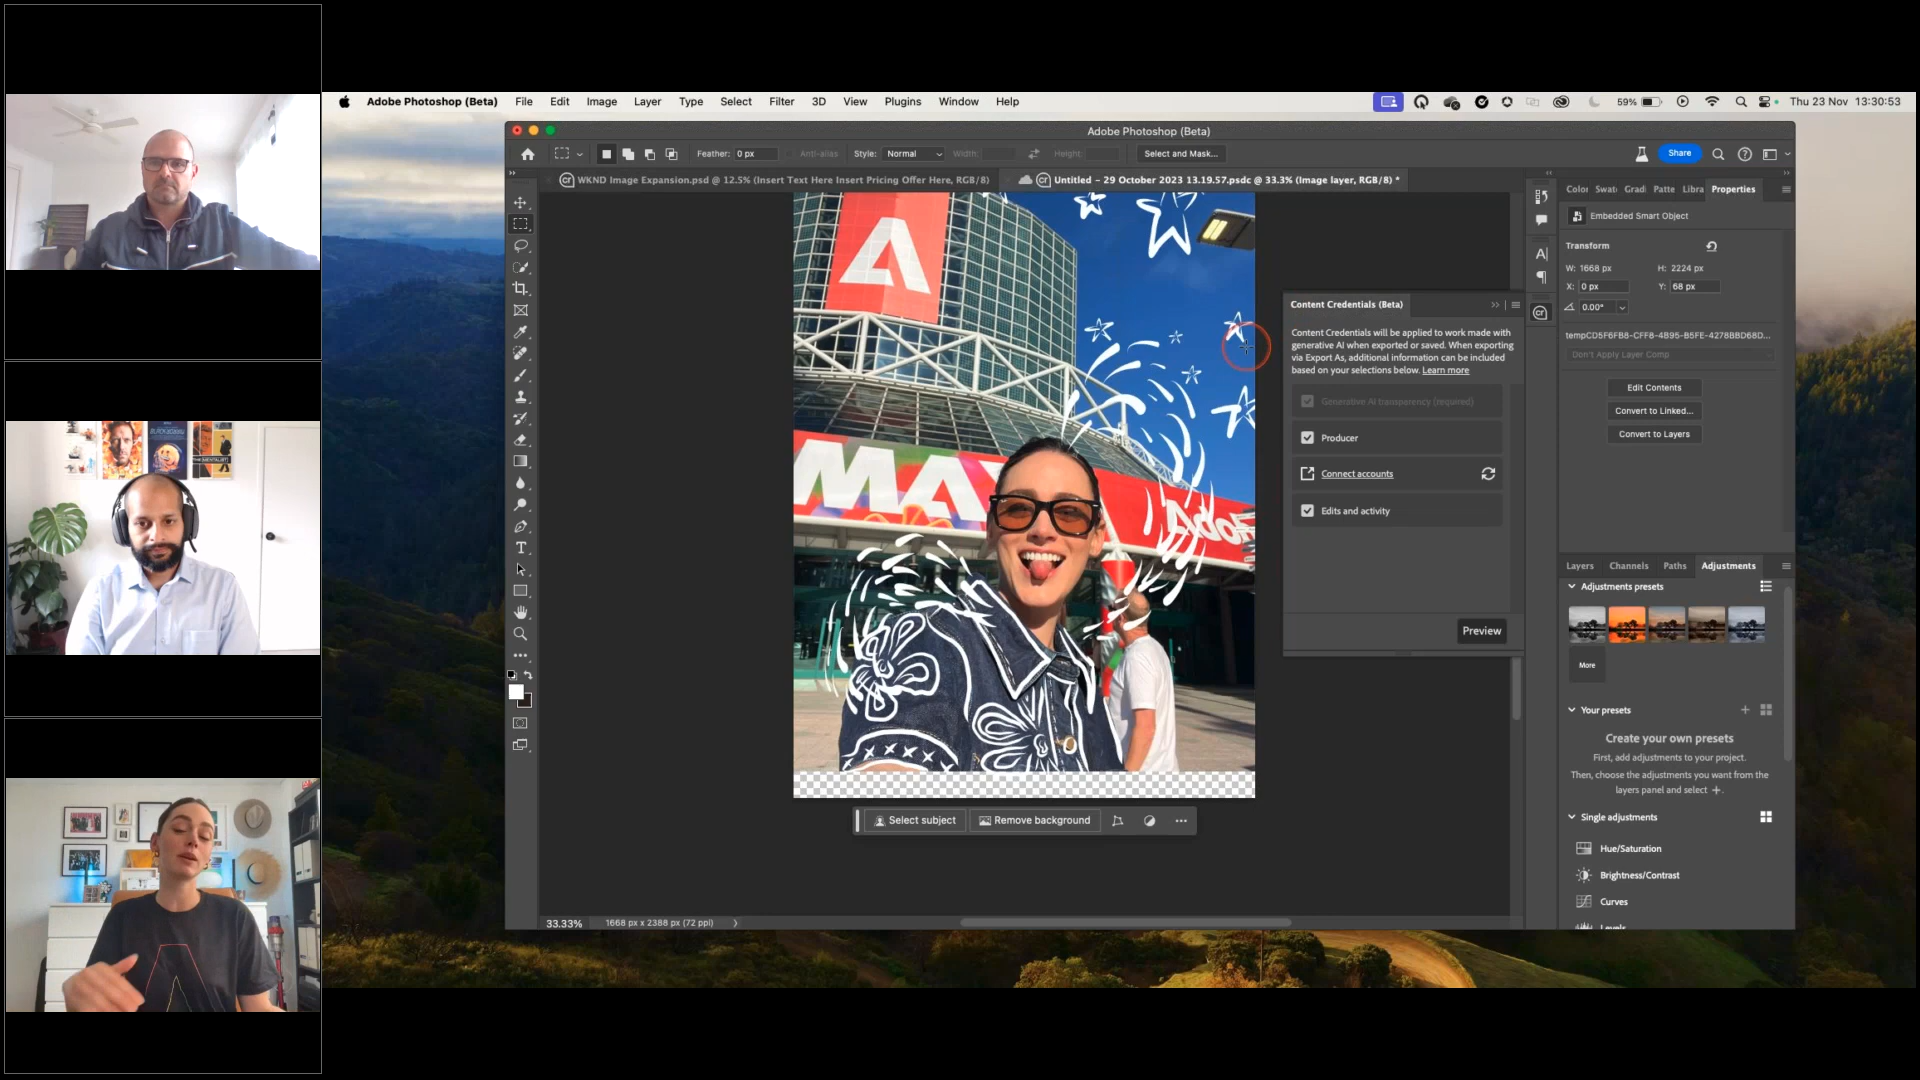 Adobe Photoshop (Beta) File Edit Image Layer Type Select Filter 3D View Plugins Window Help
59% Thu 23 Nov 13:30:53
Adobe Photoshop (Beta)
Feather: 0 px Anti-alias Style: Normal Width: Height: Select and Mask... Share
WKND Image Expansion.psd @ 12.5% (Insert Text Here Insert Pricing Offer Here, RGB/8)
Untitled – 29 October 2023 13.19.57.psdc @ 33.3% (Image layer, RGB/8) *
Color Swat Gradi Patte Libra Properties
Embedded Smart Object
Transform
W: 1668 px H: 2224 px
X: 0 px Y: 68 px
0.00°
Don't Apply Layer Comp
Edit Contents
Convert to Linked...
Convert to Layers
Content Credentials (Beta)
Content Credentials will be applied to work made with
generative AI when exported or saved. When exporting
via Export As, additional information can be included
based on your selections below. Learn more
Generative AI transparency (required)
Producer
Connect accounts
Edits and activity
Preview
MAX
Layers Channels Paths Adjustments
Adjustments presets
More
Your presets
Create your own presets
First, add adjustments to your project.
Then, choose the adjustments you want from the
layers panel and select +.
Single adjustments
Hue/Saturation
Brightness/Contrast
Curves
Levels
Select subject Remove background
33.33% 1668 px x 2388 px (72 ppi)
THE MENTALIST